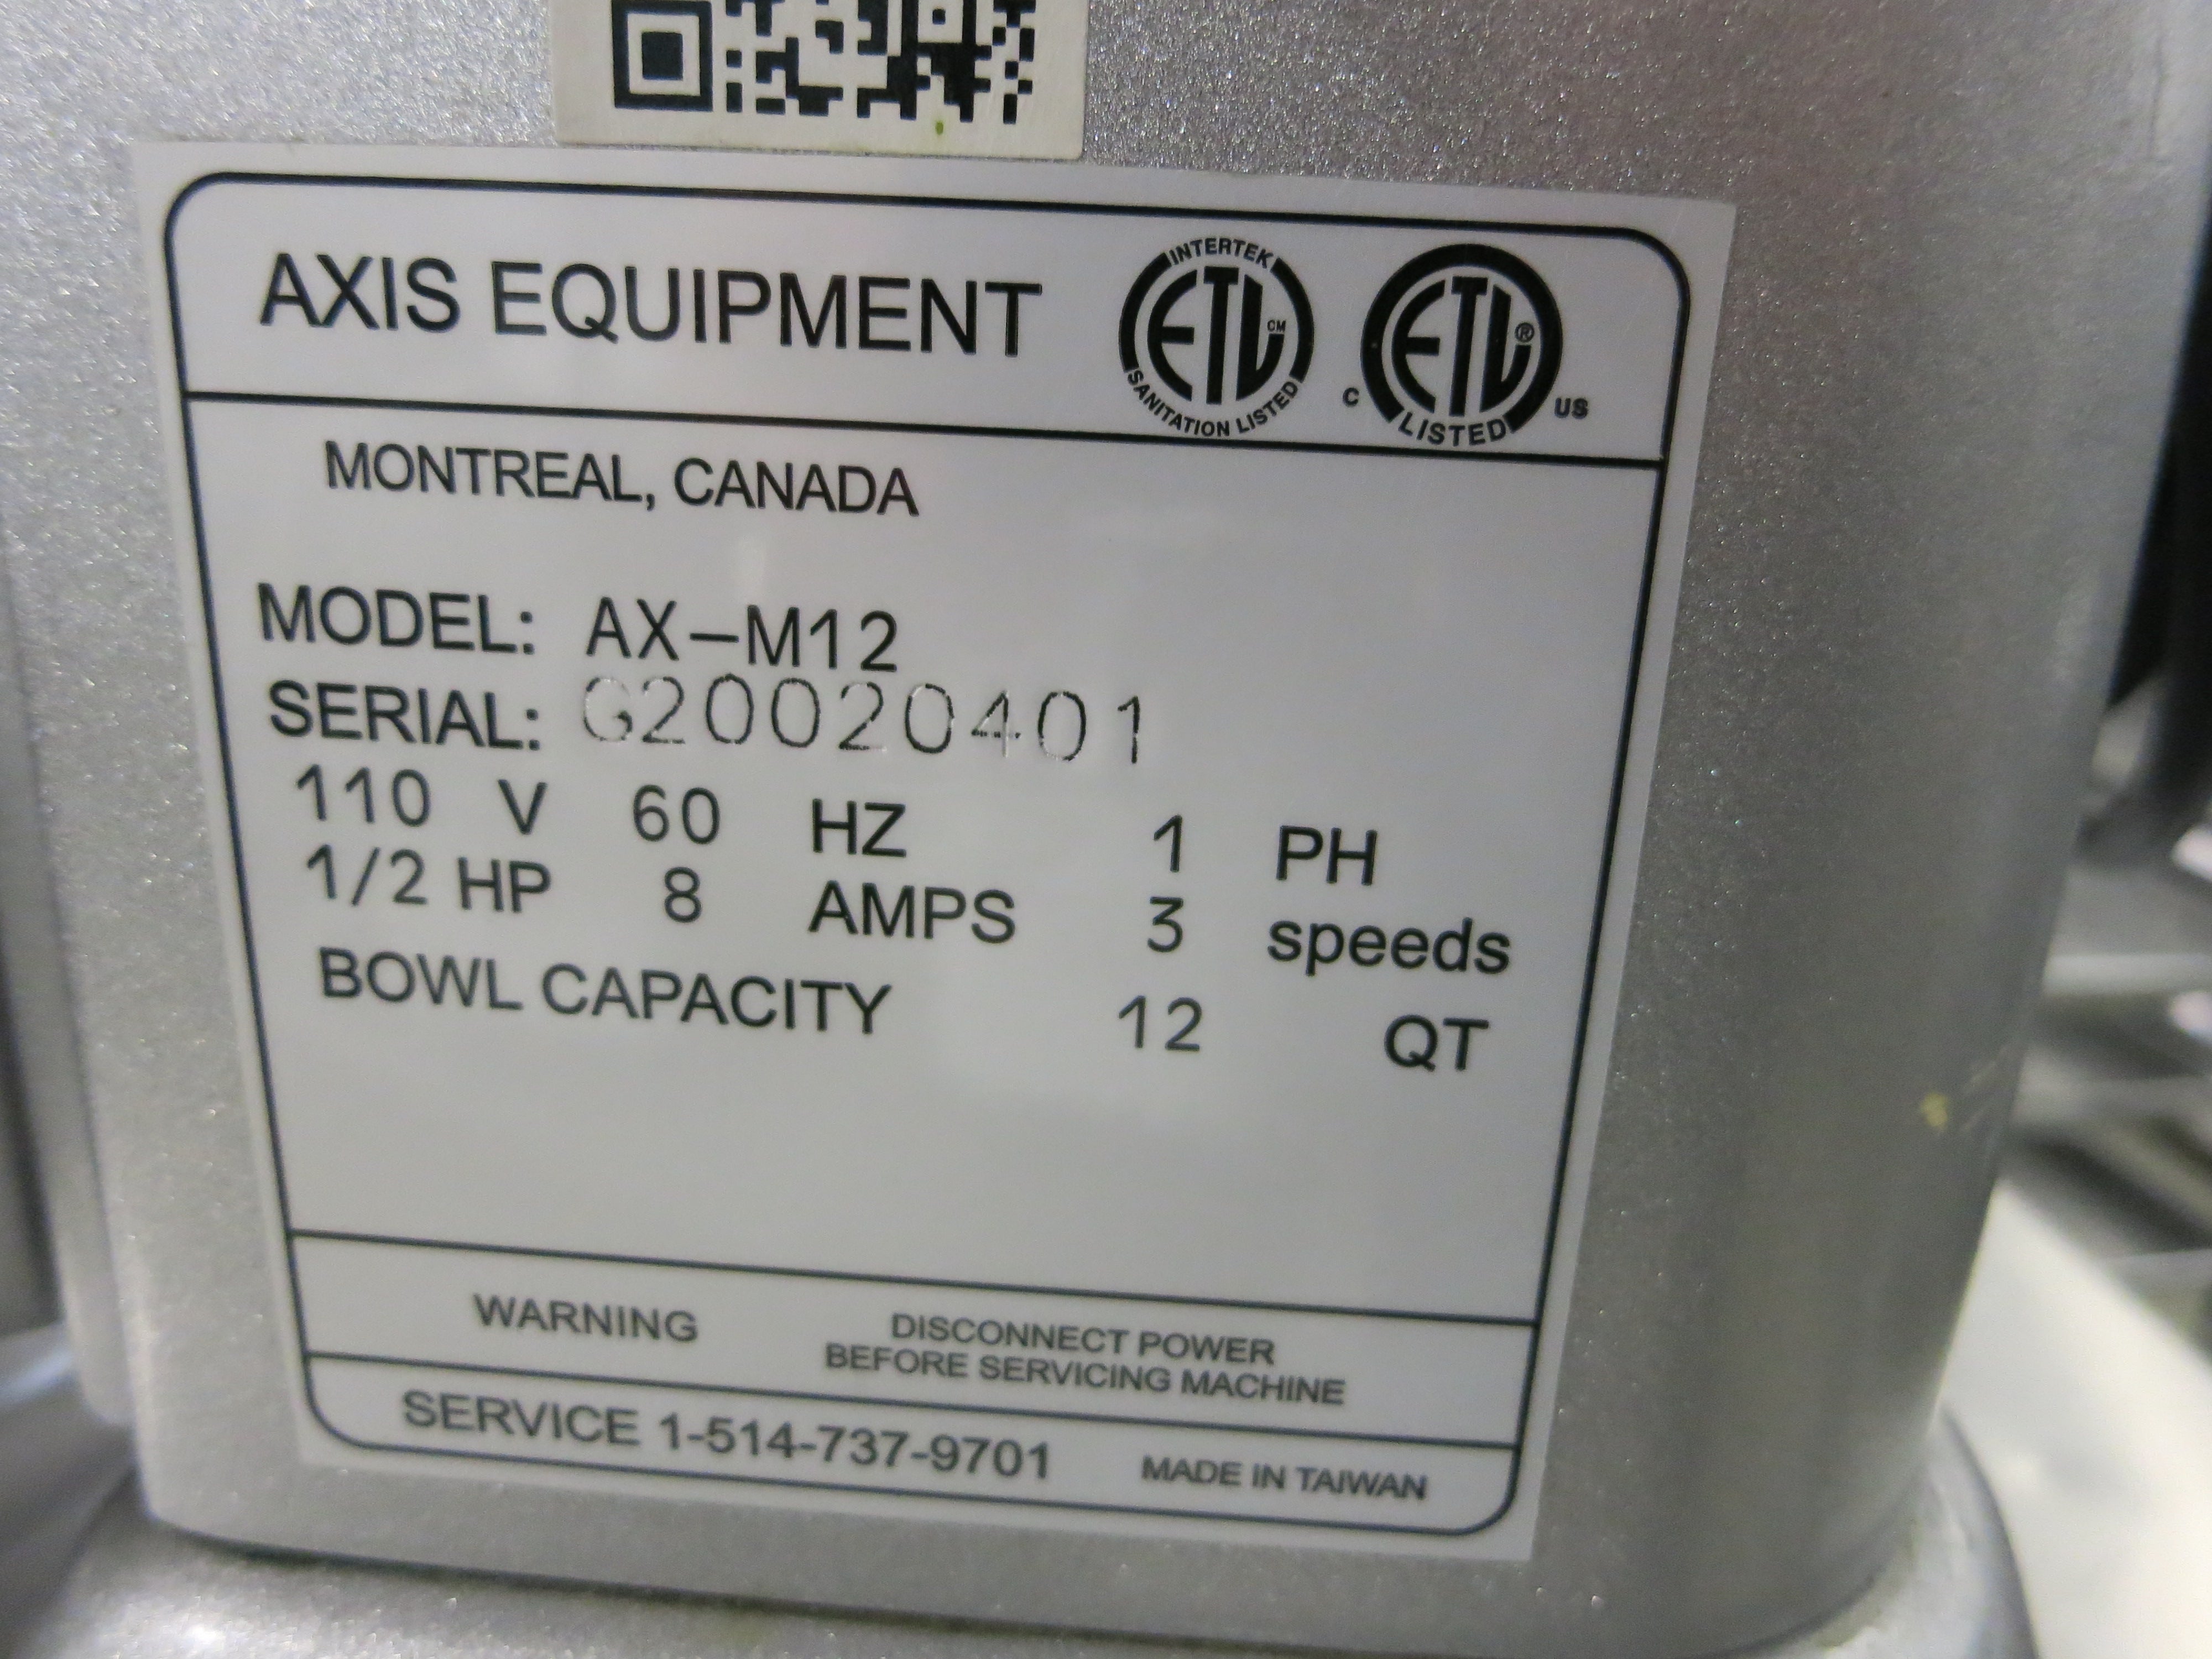 AXIS EQUIPMENT
INTERTEK
ETL CM
SANITATION LISTED
ETL ®
C LISTED US
MONTREAL, CANADA
MODEL: AX-M12
SERIAL: G20020401
110 V 60 HZ 1 PH
1/2 HP 8 AMPS 3 speeds
BOWL CAPACITY 12 QT
WARNING
DISCONNECT POWER
BEFORE SERVICING MACHINE
SERVICE 1-514-737-9701 MADE IN TAIWAN